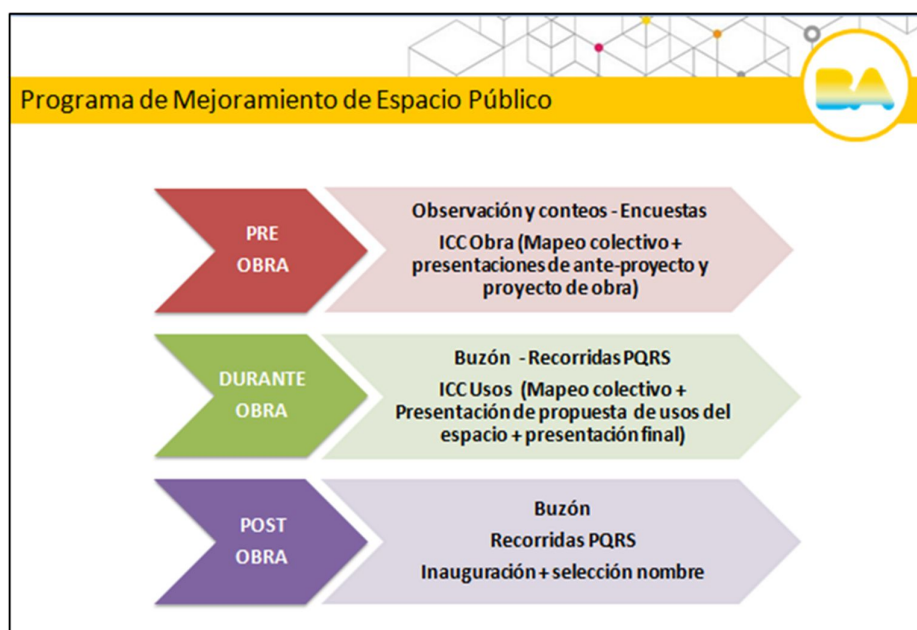 Programa de Mejoramiento de Espacio Público
BA
PRE
OBRA
Observación y conteos - Encuestas
ICC Obra (Mapeo colectivo +
presentaciones de ante-proyecto y
proyecto de obra)
DURANTE
OBRA
Buzón - Recorridas PQRS
ICC Usos (Mapeo colectivo +
Presentación de propuesta de usos del
espacio + presentación final)
POST
OBRA
Buzón
Recorridas PQRS
Inauguración + selección nombre